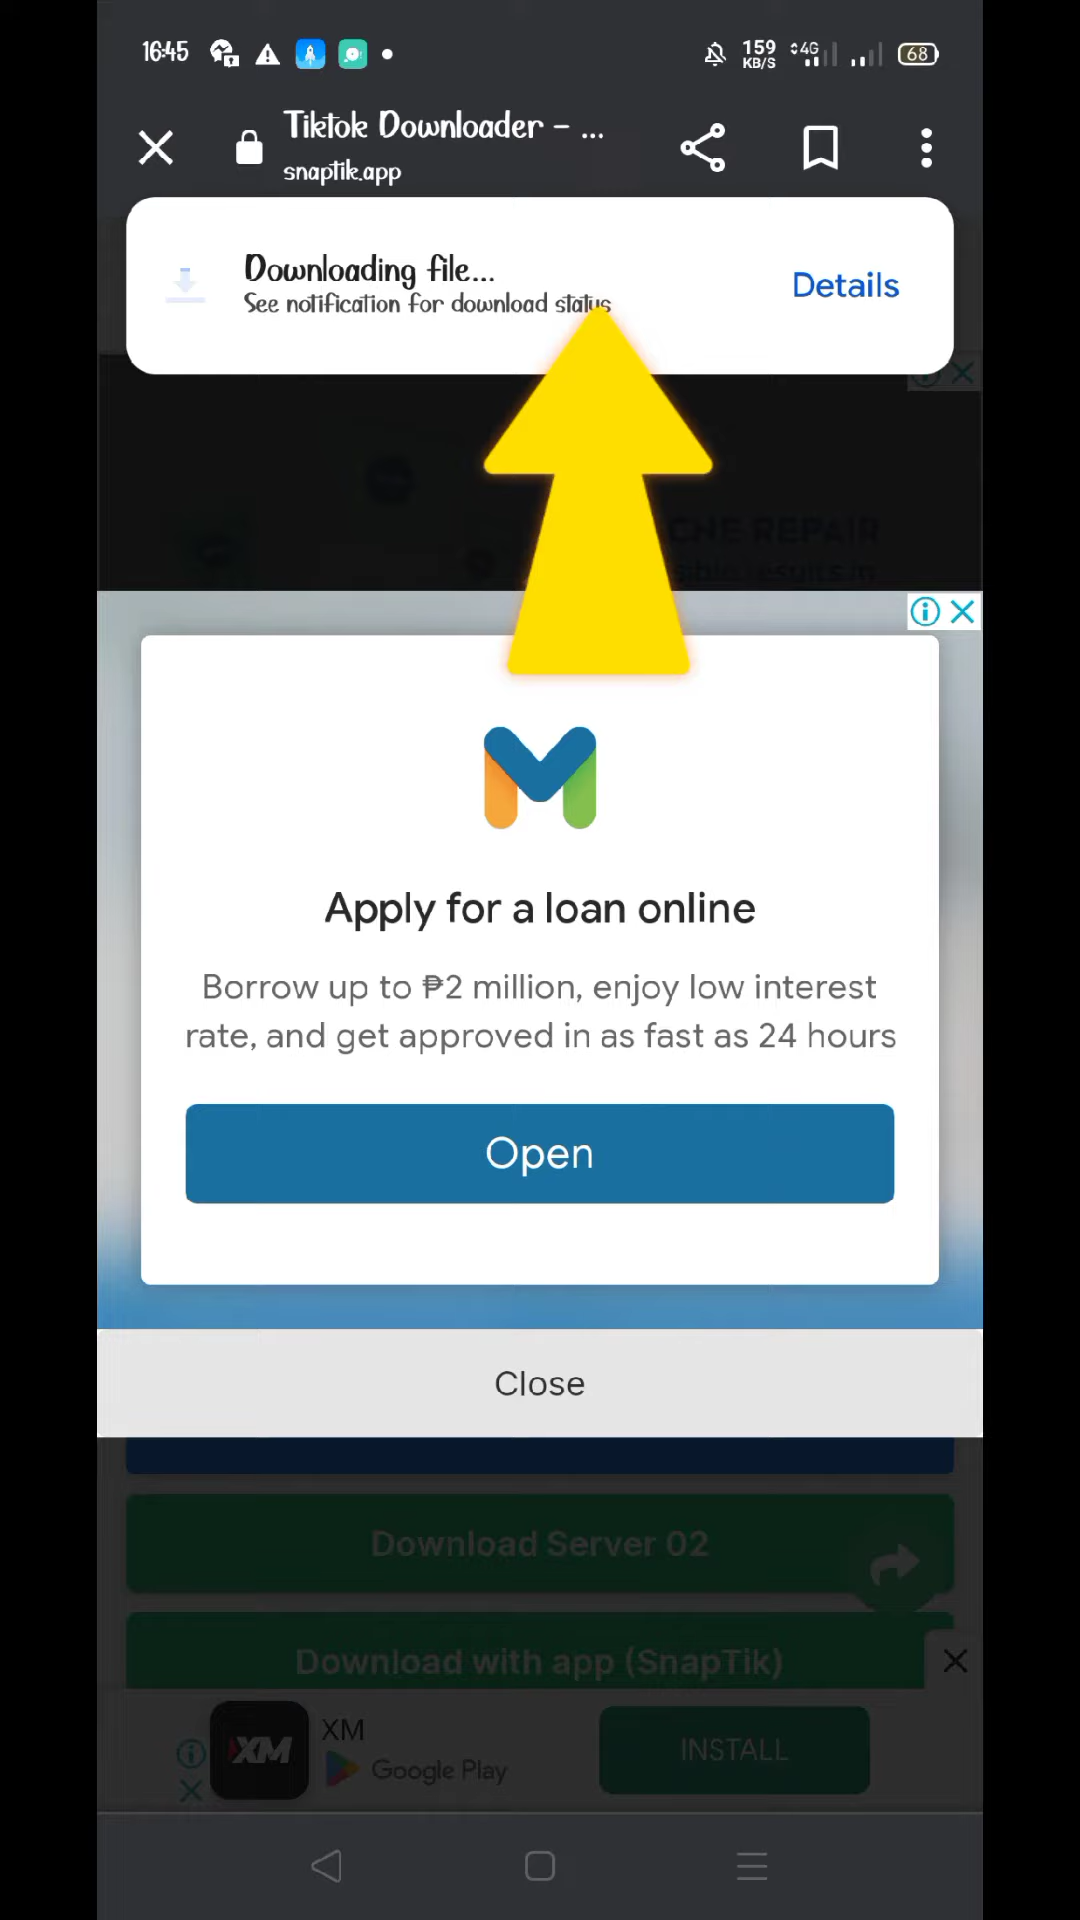 16:45
159
KB/S
4G
68
Tiktok Downloader - ...
snaptik.app
Downloading file...
See notification for download status
Details
CNE REPAIR
Apply for a loan online
Borrow up to ₱2 million, enjoy low interest
rate, and get approved in as fast as 24 hours
Open
Close
Download Server 02
Download with app (SnapTik)
XM
XM
Google Play
INSTALL